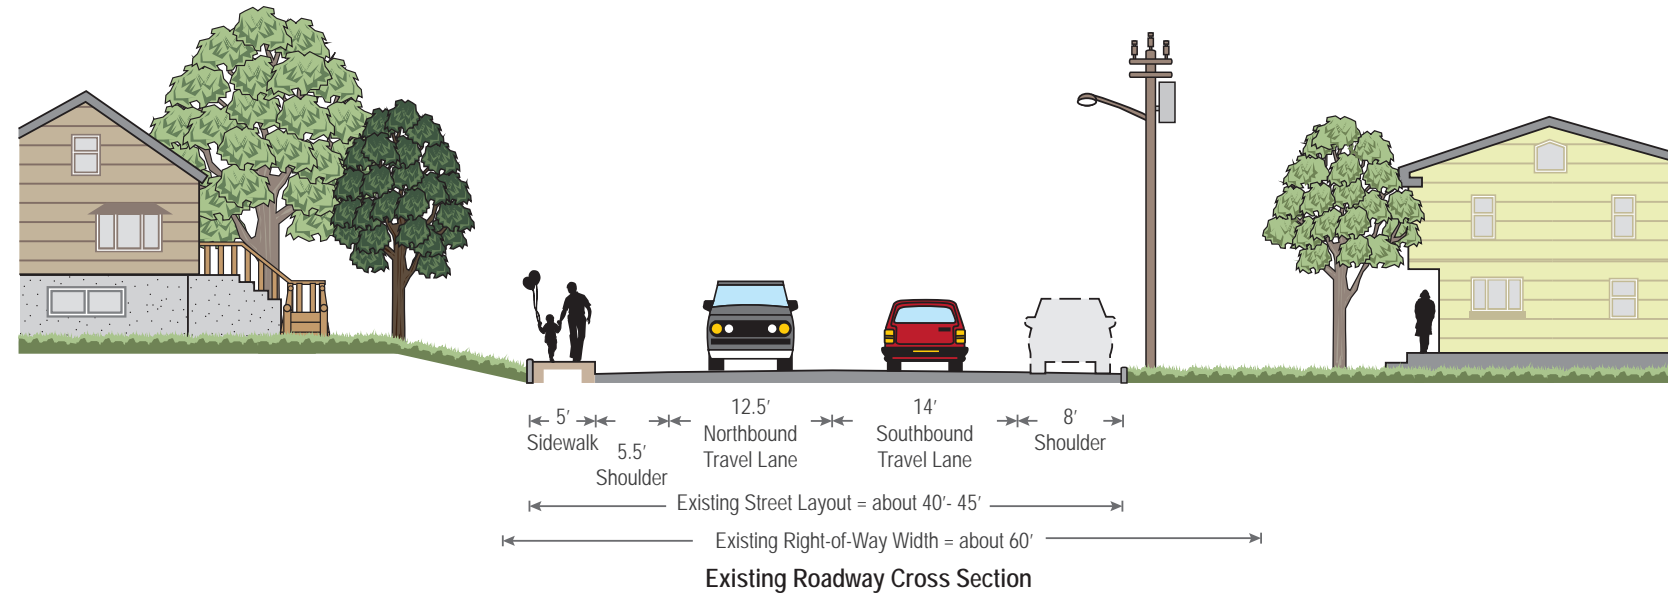 5'
Sidewalk
5.5'
Shoulder
12.5'
Northbound
Travel Lane
14'
Southbound
Travel Lane
8'
Shoulder
Existing Street Layout = about 40'- 45'
Existing Right-of-Way Width = about 60'
Existing Roadway Cross Section